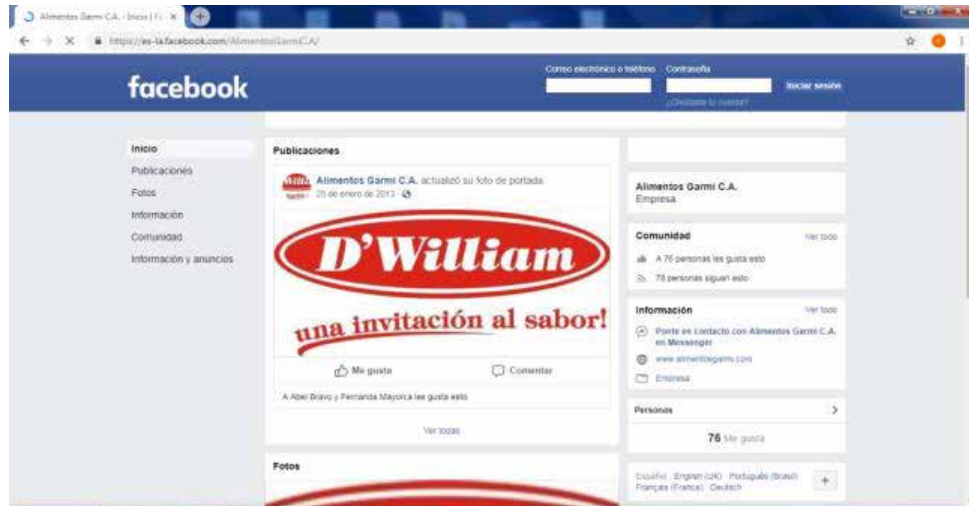 Alimentos Garmi C.A. - Inicio | F
https://es-la.facebook.com/AlimentosGarmiC.A/
facebook
Correo electrónico o teléfono
Contraseña
Iniciar sesión
¿Olvidaste tu cuenta?
Inicio
Publicaciones
Fotos
Información
Comunidad
Información y anuncios
Publicaciones
Alimentos Garmi C.A. actualizó su foto de portada.
25 de enero de 2013
D'William
una invitación al sabor!
Me gusta
Comentar
A Abel Bravo y Fernanda Mayorca les gusta esto
Ver todas
Fotos
Alimentos Garmi C.A.
Empresa
Comunidad
Ver todo
A 76 personas les gusta esto
78 personas siguen esto
Información
Ver todo
Ponte en contacto con Alimentos Garmi C.A.
en Messenger
www.alimentosgarmi.com
Empresa
Personas
76 Me gusta
Español · English (UK) · Português (Brasil) ·
Français (France) · Deutsch